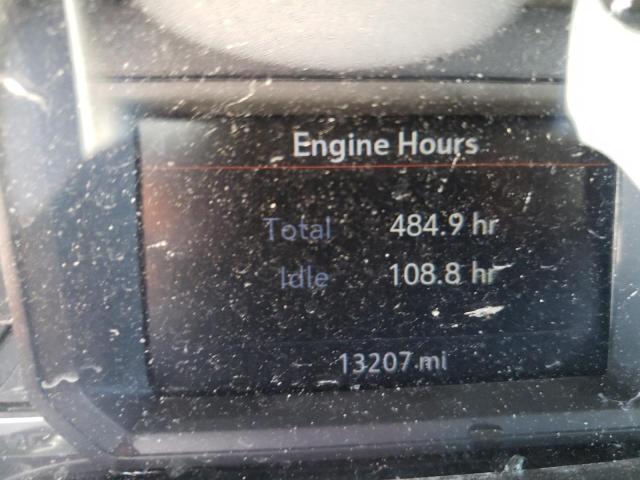 Engine Hours
Total 484.9 hr
Idle 108.8 hr
13207 mi